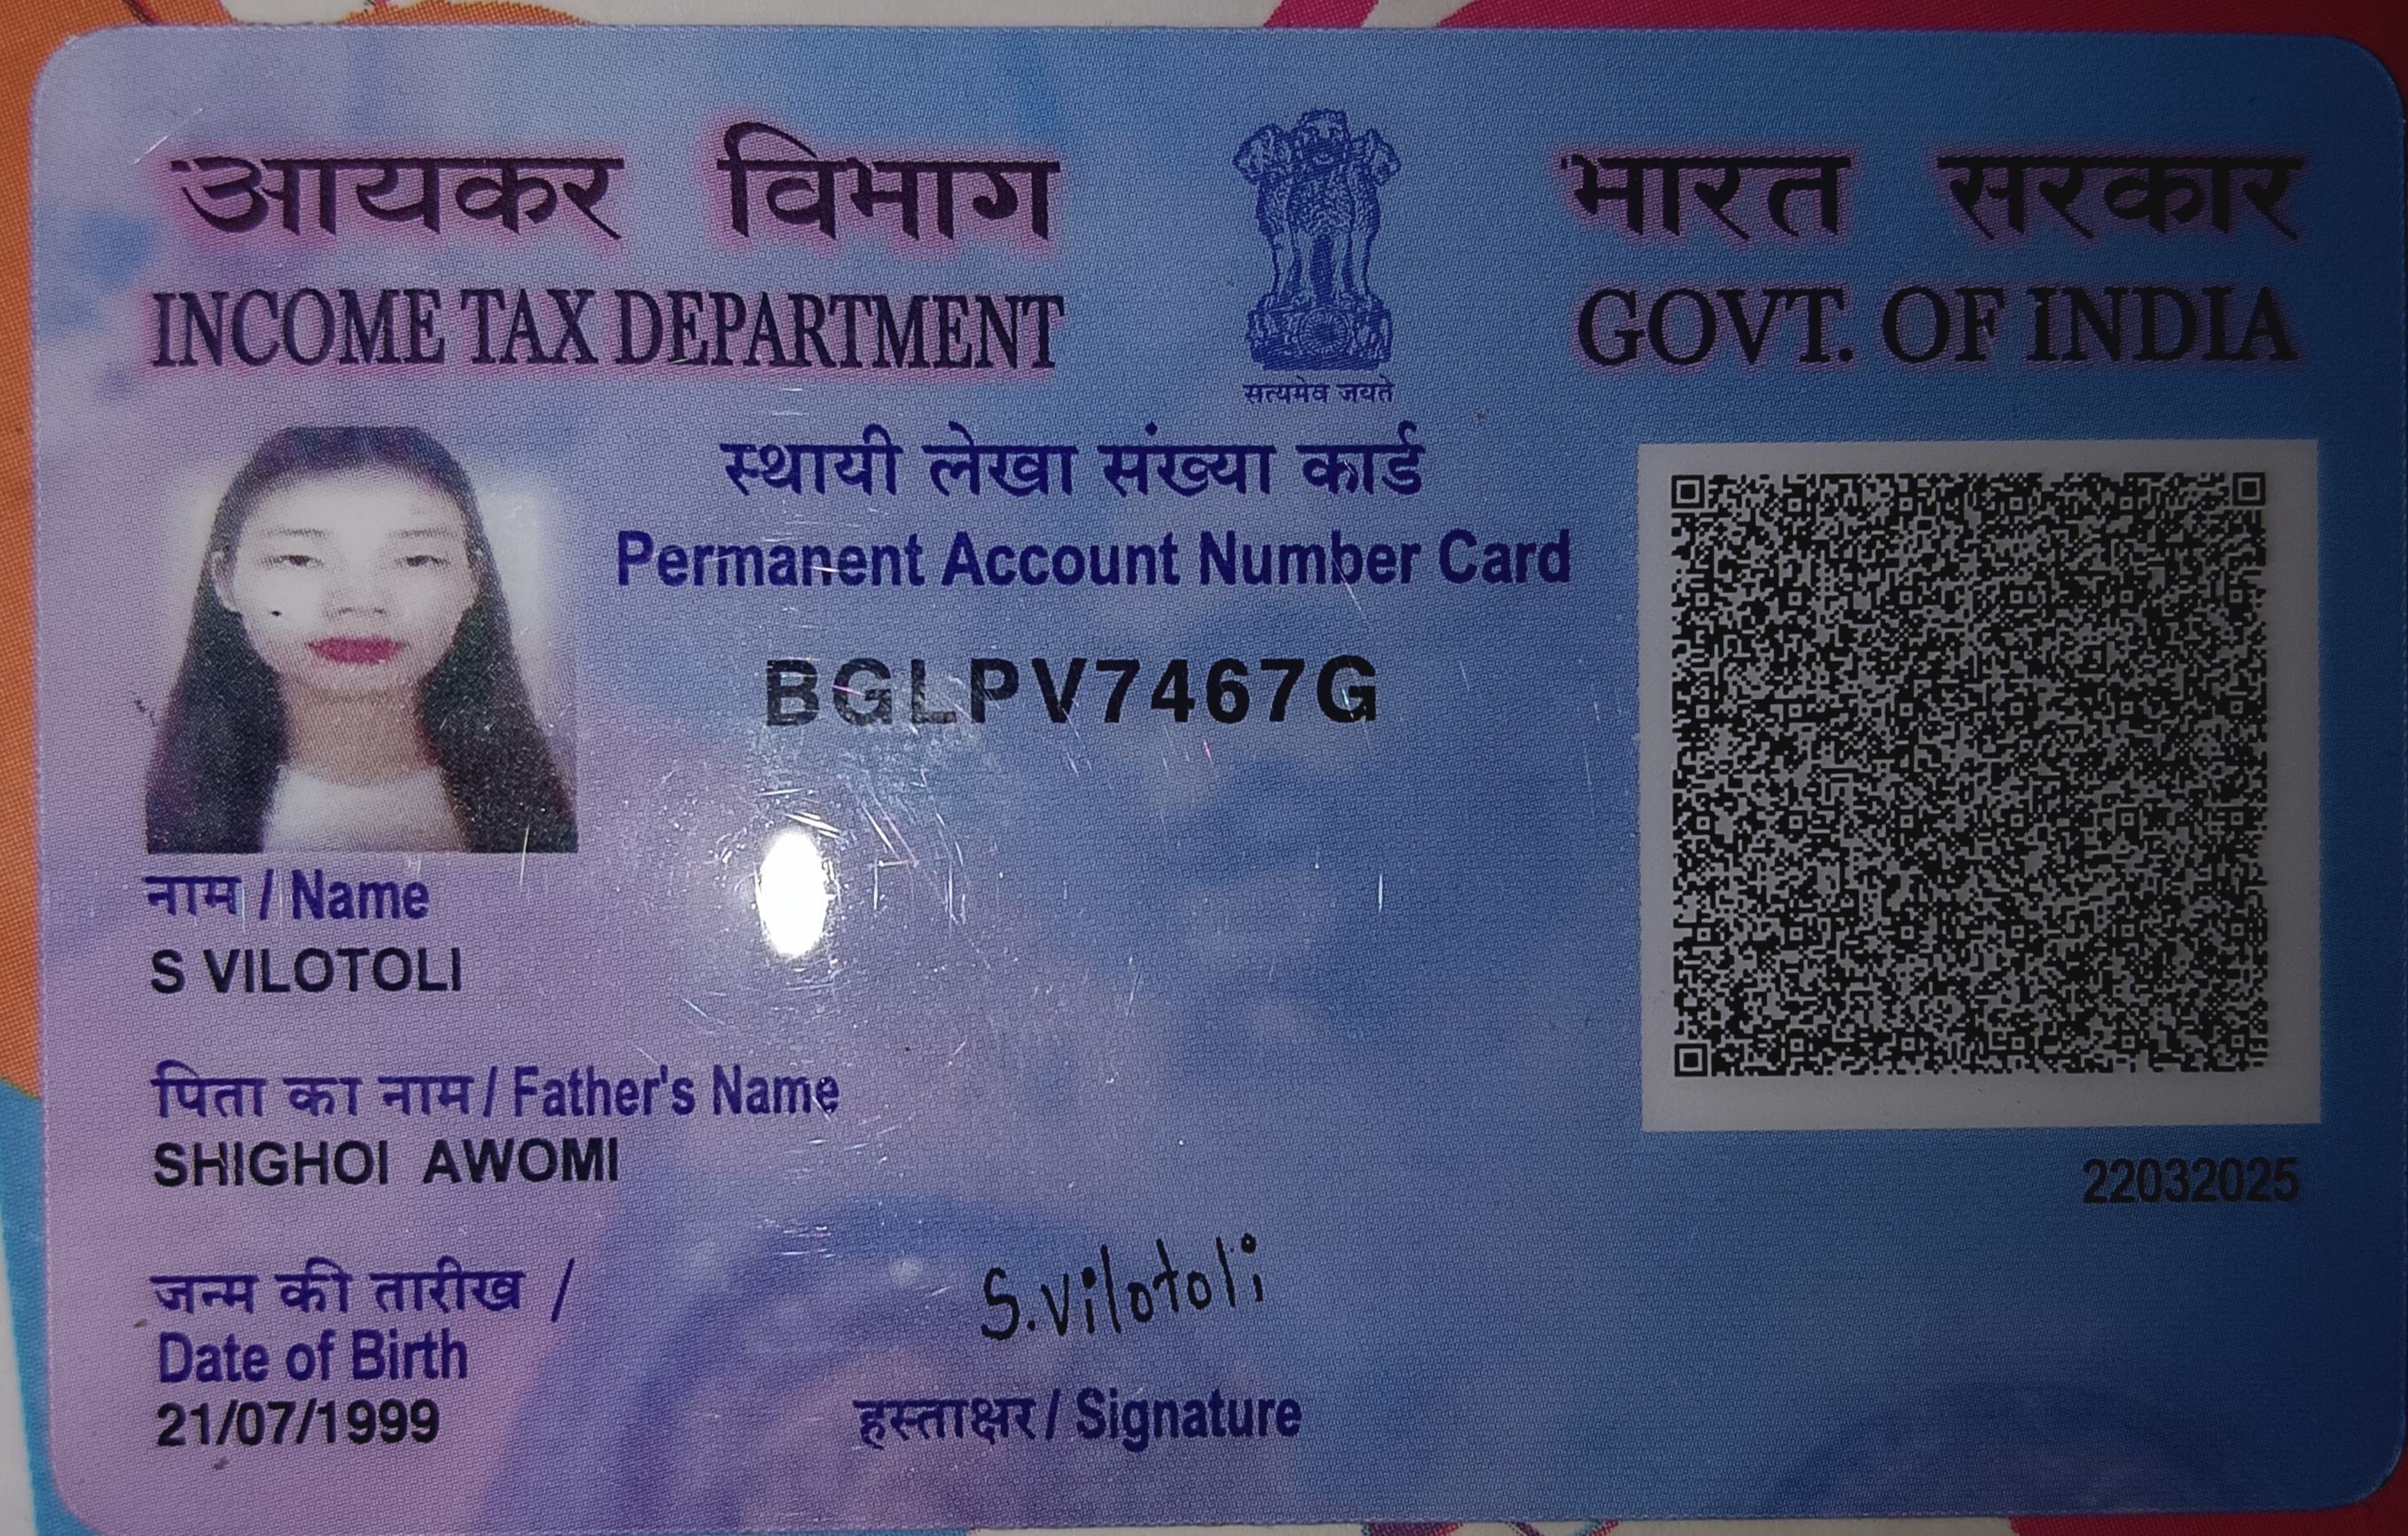 आयकर विभाग
INCOME TAX DEPARTMENT
सत्यमेव जयते
भारत सरकार
GOVT. OF INDIA
स्थायी लेखा संख्या कार्ड
Permanent Account Number Card
BGLPV7467G
नाम / Name
S VILOTOLI
पिता का नाम / Father's Name
SHIGHOI AWOMI
22032025
जन्म की तारीख /
Date of Birth
21/07/1999
S.vilotoli
हस्ताक्षर / Signature